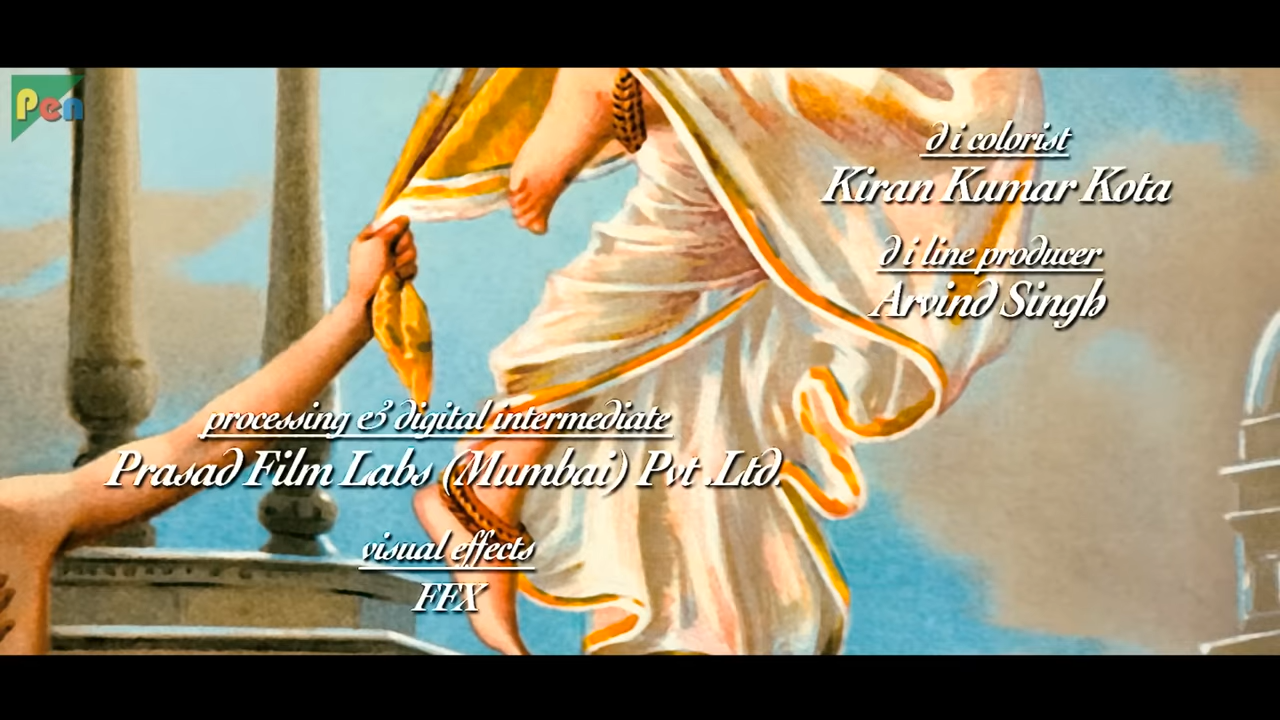 Pen
d i colorist
Kiran Kumar Kota
d i line producer
Arvind Singh
processing & digital intermediate
Prasad Film Labs (Mumbai) Pvt .Ltd.
visual effects
FFX